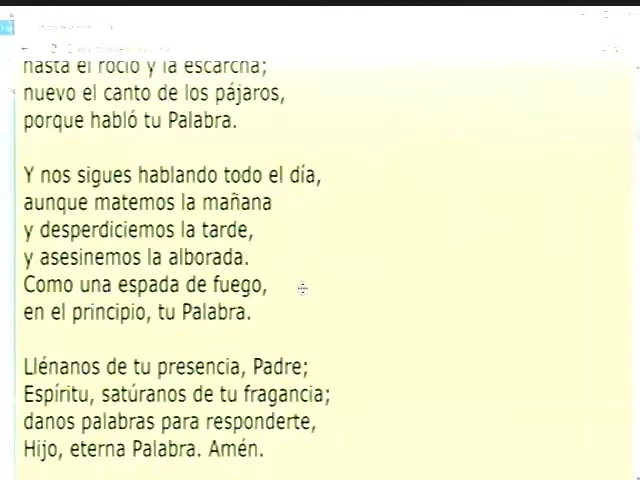 hasta el rocío y la escarcha;
nuevo el canto de los pájaros,
porque habló tu Palabra.
Y nos sigues hablando todo el día,
aunque matemos la mañana
y desperdiciemos la tarde,
y asesinemos la alborada.
Como una espada de fuego,
en el principio, tu Palabra.
Llénanos de tu presencia, Padre;
Espíritu, satúranos de tu fragancia;
danos palabras para responderte,
Hijo, eterna Palabra. Amén.